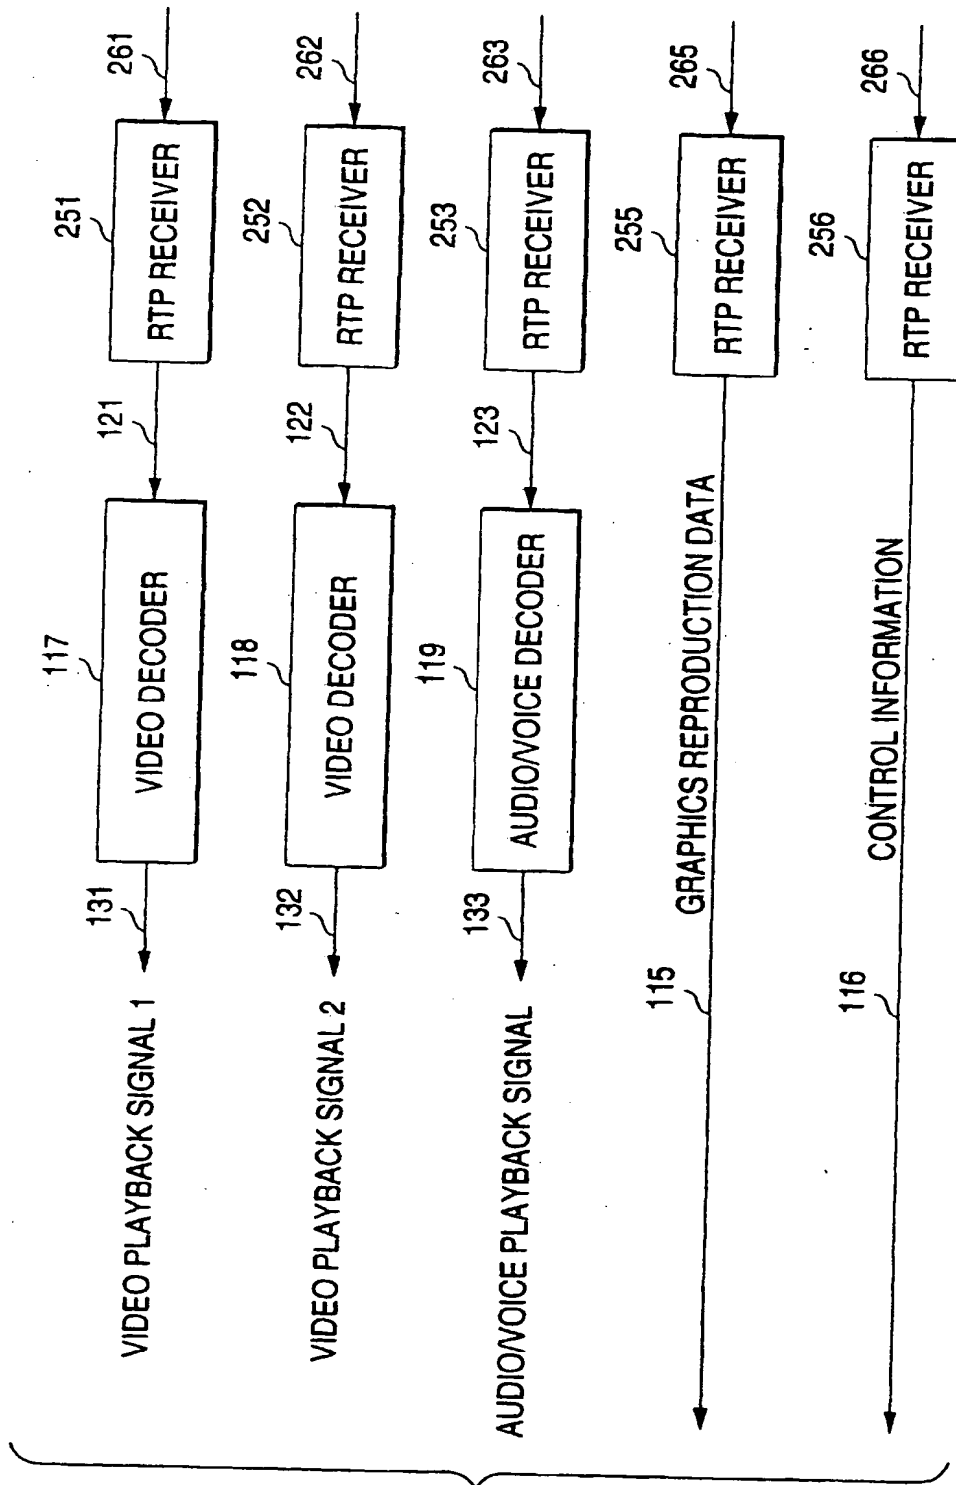 261
251
RTP RECEIVER
121
117
VIDEO DECODER
131
VIDEO PLAYBACK SIGNAL 1
262
252
RTP RECEIVER
122
118
VIDEO DECODER
132
VIDEO PLAYBACK SIGNAL 2
263
253
RTP RECEIVER
123
119
AUDIO/VOICE DECODER
133
AUDIO/VOICE PLAYBACK SIGNAL
265
255
RTP RECEIVER
GRAPHICS REPRODUCTION DATA
115
266
256
RTP RECEIVER
CONTROL INFORMATION
116